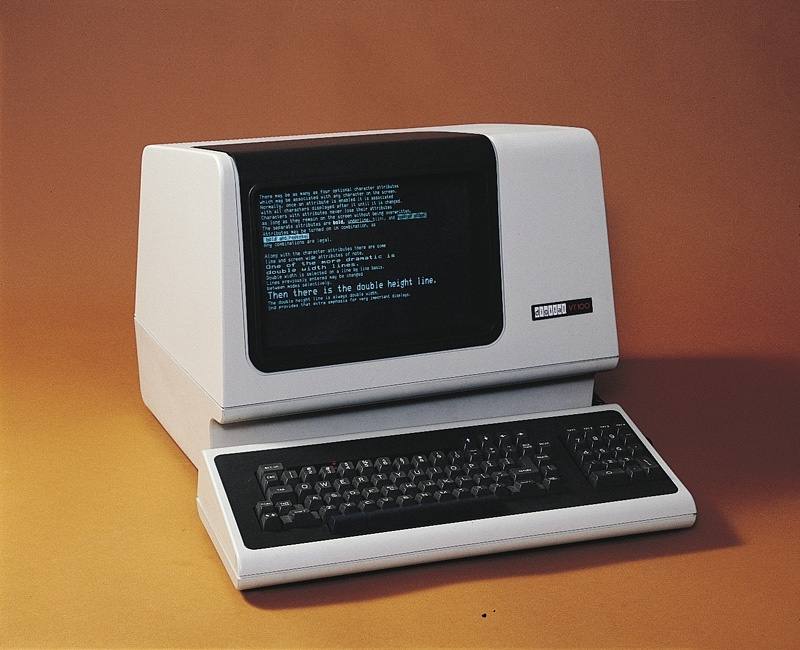 There may be as many as four optional character attributes
which may be associated with any character on the screen.
Normally, once an attribute is enabled it is associated
with all characters displayed after it until it is changed.
Characters with attributes never lose their attributes
as long as they remain on the screen without being overwritten.
The separate attributes are bold, underline, blink, and
Attributes may be turned on in combination, as
bold and reversed
Any combinations are legal.
Along with the character attributes there are some
line and screen wide attributes of note.
One of the more dramatic is
double width lines.
Double width is selected on a line by line basis.
Lines previously entered may be changed
between modes selectively.
Then there is the double height line.
The double height line is always double width.
and provides that extra emphasis for very important displays.
digital VT100
Q W E R T Y U I O P
A S D F G H J K L
Z X C V B N M